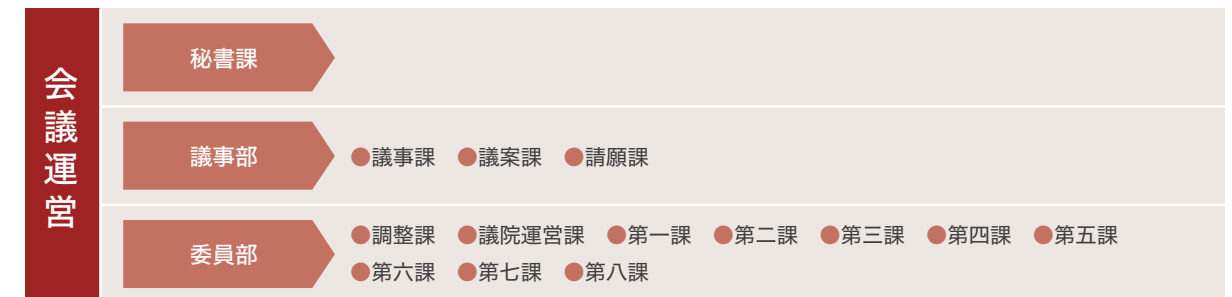 会議運営
秘書課
議事部
●議事課 ●議案課 ●請願課
委員部
●調整課 ●議院運営課 ●第一課 ●第二課 ●第三課 ●第四課 ●第五課
●第六課 ●第七課 ●第八課